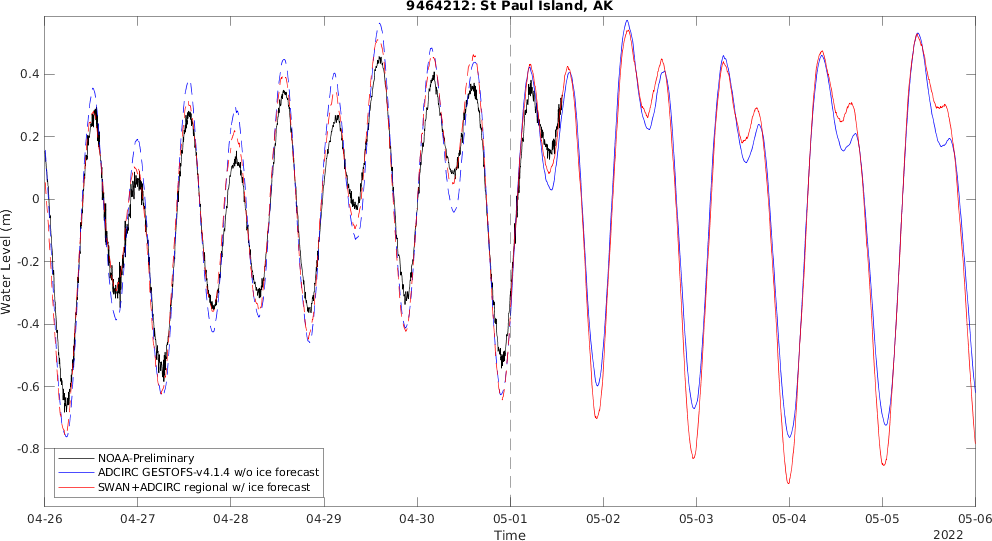 9464212: St Paul Island, AK
Water Level (m)
0.4
0.2
0
-0.2
-0.4
-0.6
-0.8
NOAA-Preliminary
ADCIRC GESTOFS-v4.1.4 w/o ice forecast
SWAN+ADCIRC regional w/ ice forecast
04-26 04-27 04-28 04-29 04-30 05-01 05-02 05-03 05-04 05-05 05-06
Time
2022